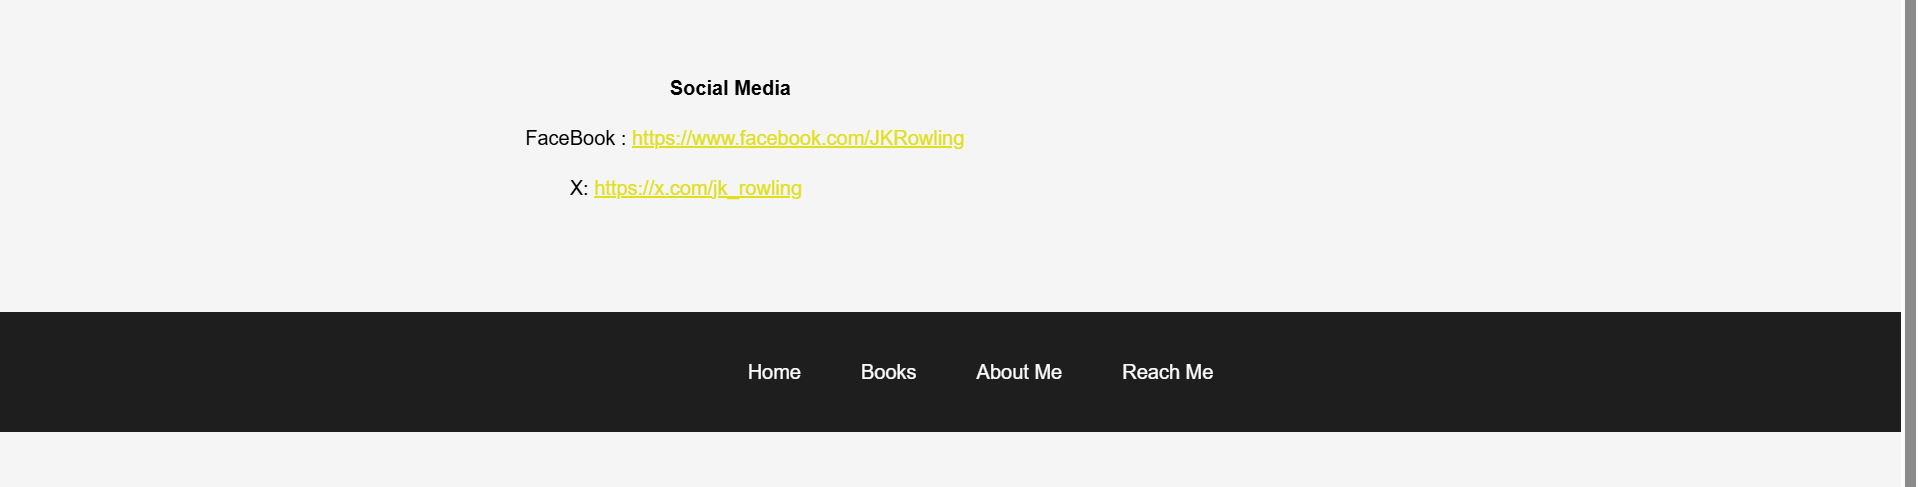 Social Media
FaceBook : https://www.facebook.com/JKRowling
X: https://x.com/jk_rowling
Home Books About Me Reach Me